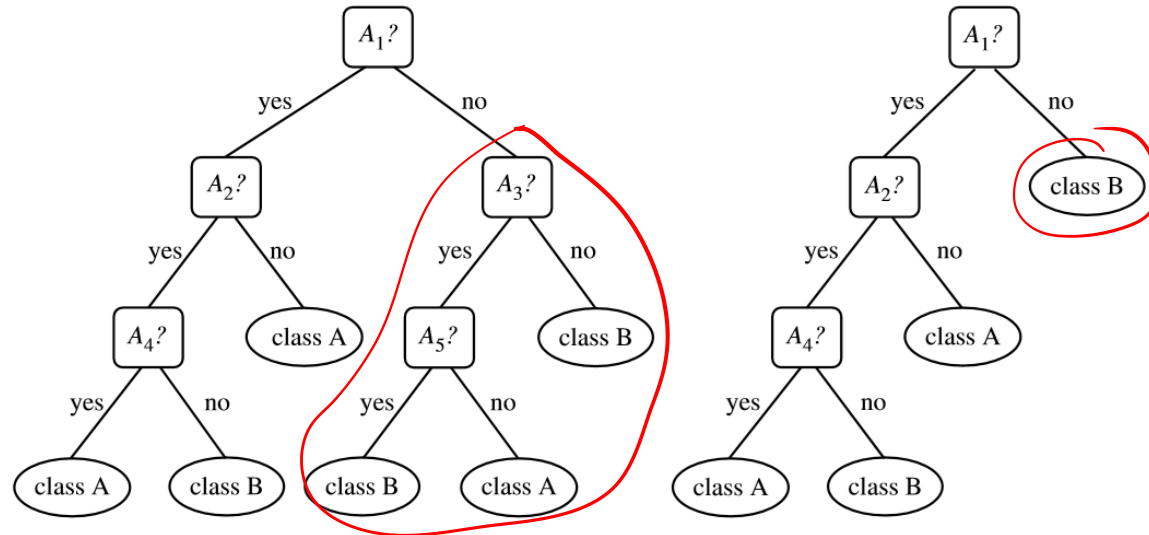 A1? A1?
yes no yes no
A2? A3? A2? class B
yes no yes no yes no
A4? class A A5? class B A4? class A
yes no yes no yes no
class A class B class B class A class A class B